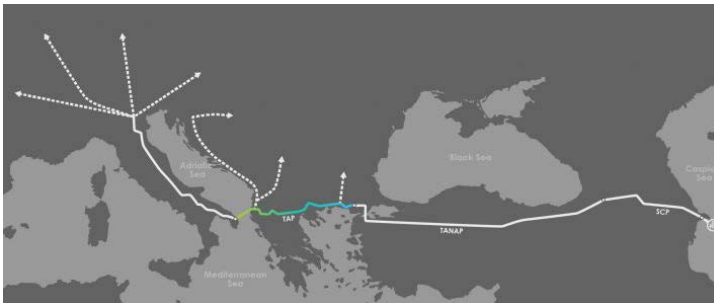 Black Sea
Adriatic
Sea
Caspian
Sea
SCP
TAP
TANAP
Mediterranean
Sea